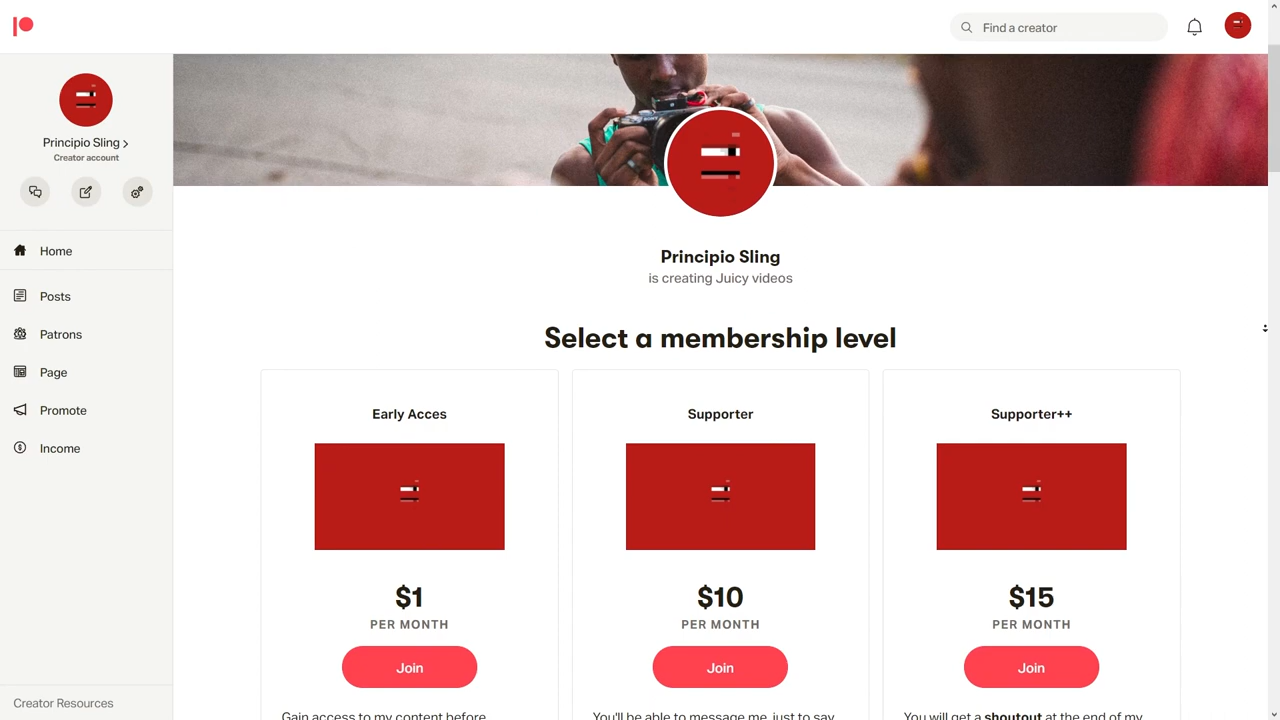 Find a creator
Principio Sling
Creator account
Home
Posts
Patrons
Page
Promote
Income
Creator Resources
Principio Sling
is creating Juicy videos
Select a membership level
Early Acces
$1
PER MONTH
Join
Gain access to my content before
Supporter
$10
PER MONTH
Join
You'll be able to message me, just to say
Supporter++
$15
PER MONTH
Join
You will get a shoutout at the end of my